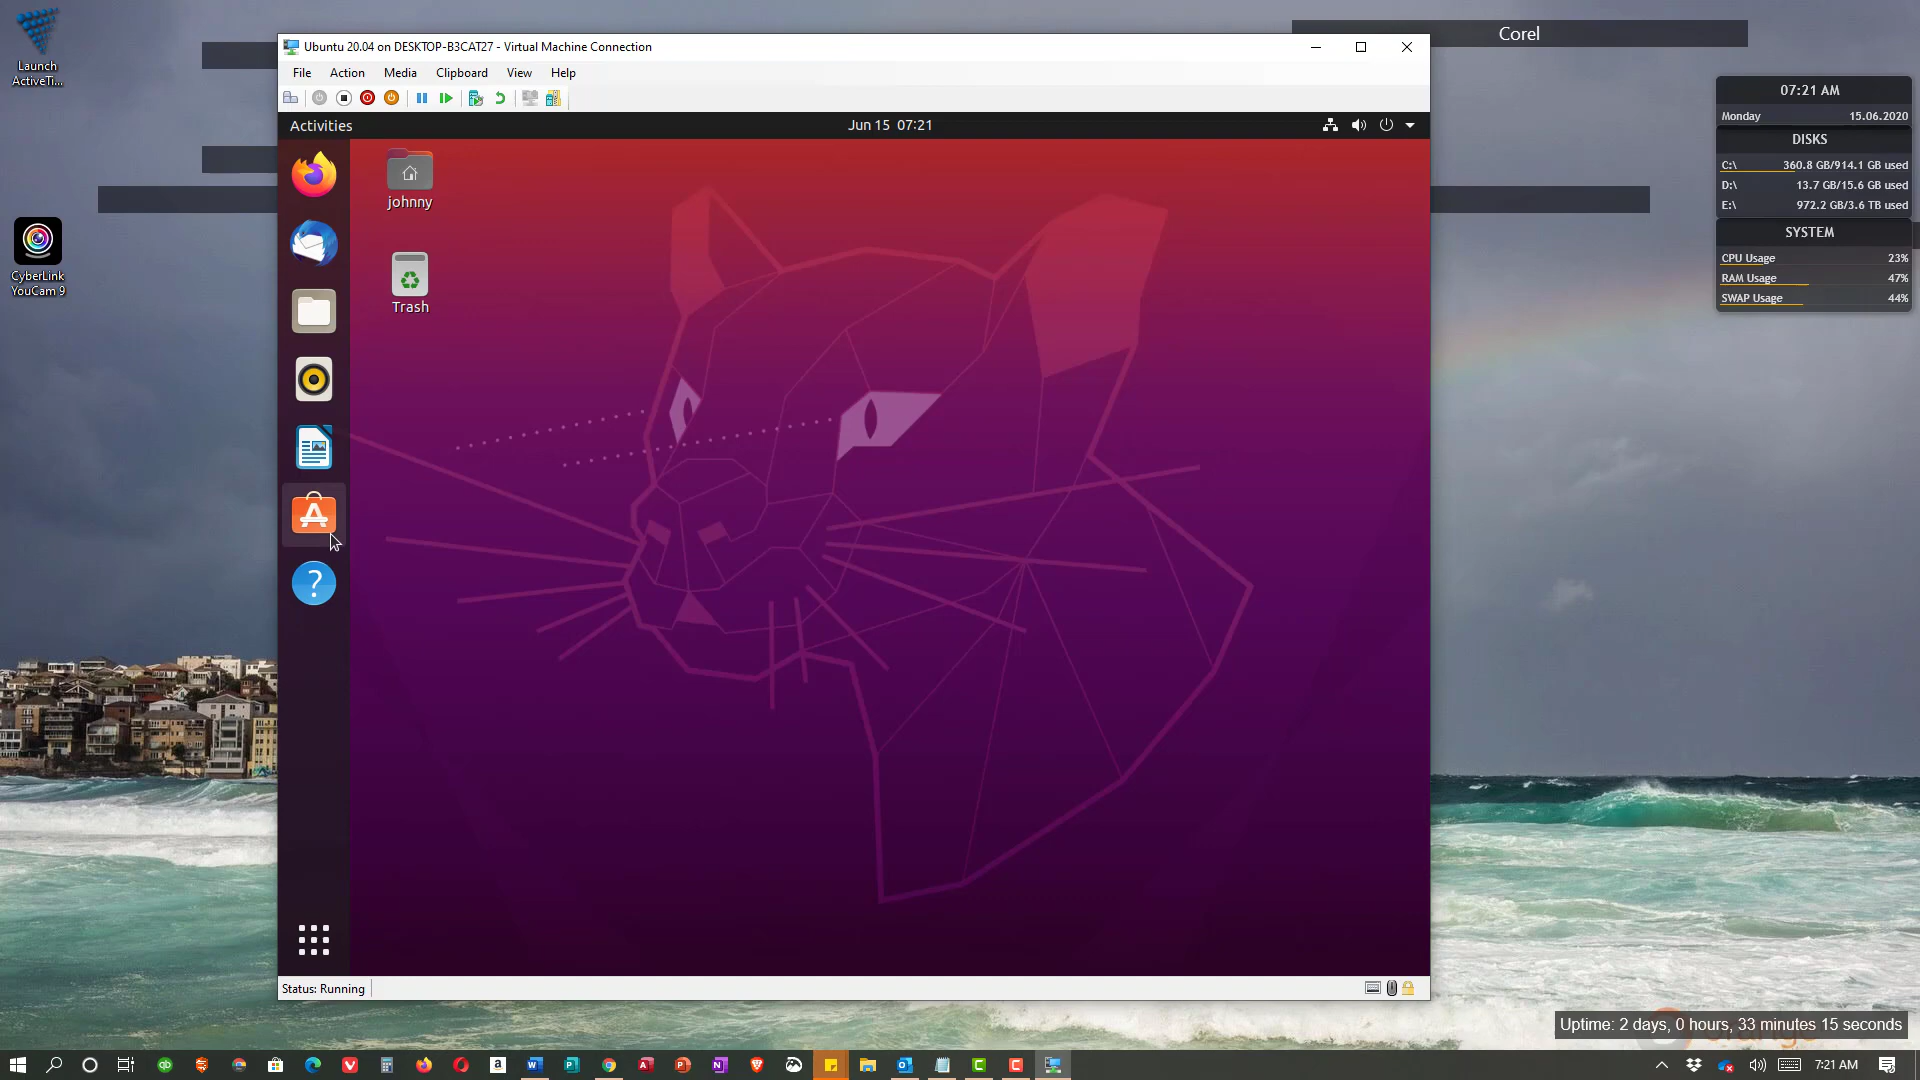 Launch
ActiveTi...
CyberLink
YouCam 9
Corel
Ubuntu 20.04 on DESKTOP-B3CAT27 - Virtual Machine Connection
File Action Media Clipboard View Help
Activities
Jun 15 07:21
johnny
Trash
Status: Running
07:21 AM
Monday 15.06.2020
DISKS
C:\ 360.8 GB/914.1 GB used
D:\ 13.7 GB/15.6 GB used
E:\ 972.2 GB/3.6 TB used
SYSTEM
CPU Usage 23%
RAM Usage 47%
SWAP Usage 44%
Uptime: 2 days, 0 hours, 33 minutes 15 seconds
7:21 AM